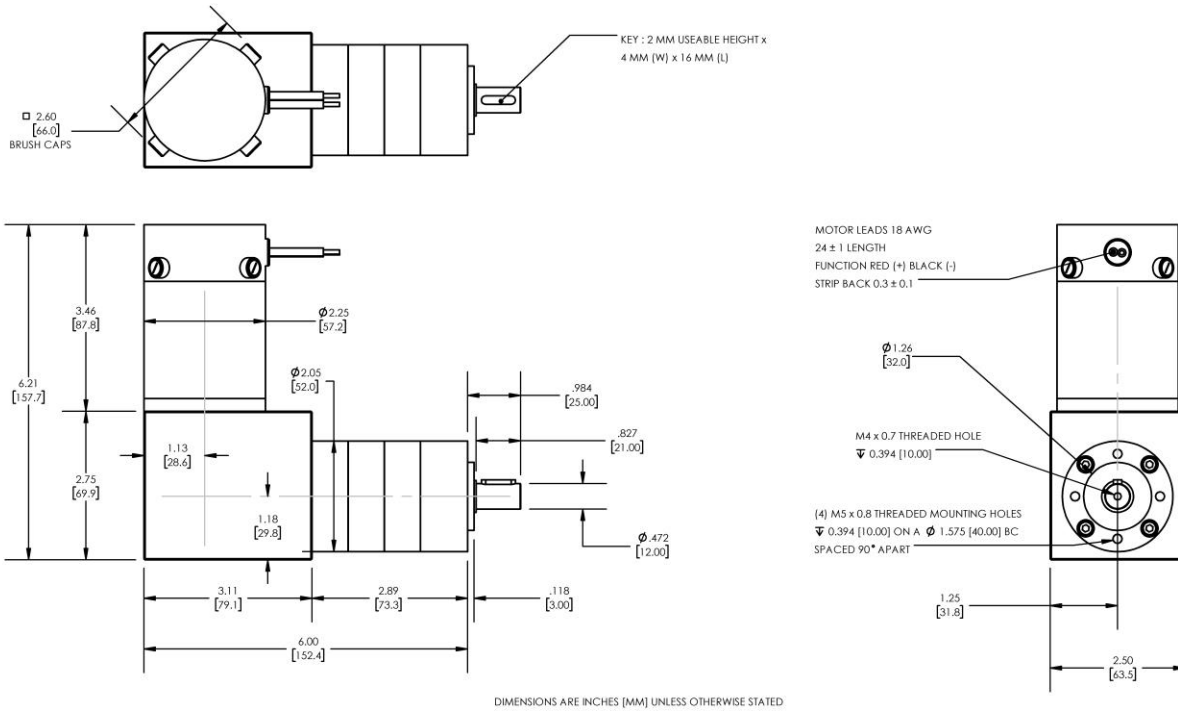 KEY : 2 MM USEABLE HEIGHT x
4 MM (W) x 16 MM (L)
□ 2.60
[66.0]
BRUSH CAPS
MOTOR LEADS 18 AWG
24 ± 1 LENGTH
FUNCTION RED (+) BLACK (-)
STRIP BACK 0.3 ± 0.1
3.46
[87.8]
Ø2.25
[57.2]
6.21
[157.7]
Ø2.05
[52.0]
.984
[25.00]
Ø1.26
[32.0]
.827
[21.00]
1.13
[28.6]
M4 x 0.7 THREADED HOLE
↧ 0.394 [10.00]
2.75
[69.9]
1.18
[29.8]
(4) M5 x 0.8 THREADED MOUNTING HOLES
↧ 0.394 [10.00] ON A Ø 1.575 [40.00] BC
SPACED 90° APART
Ø.472
[12.00]
3.11
[79.1]
2.89
[73.3]
.118
[3.00]
1.25
[31.8]
6.00
[152.4]
2.50
[63.5]
DIMENSIONS ARE INCHES [MM] UNLESS OTHERWISE STATED